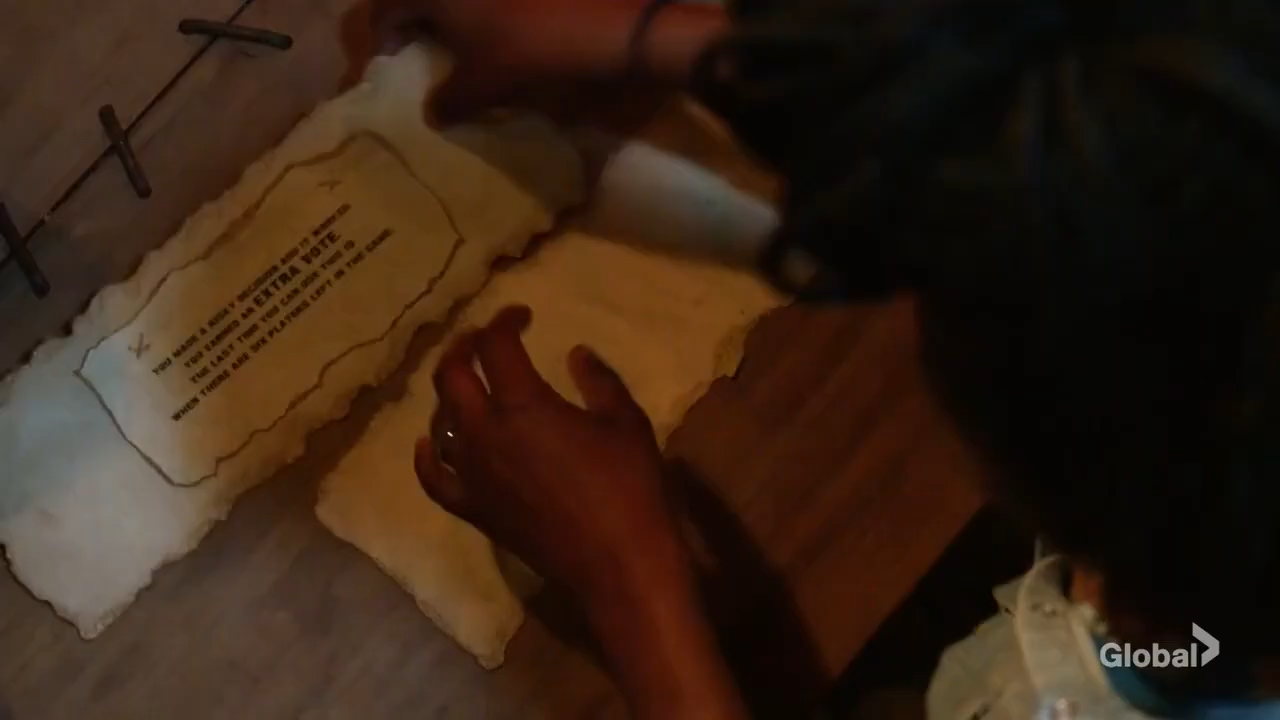 YOU MADE A RISKY DECISION AND IT WORKED.
YOU EARNED AN EXTRA VOTE.
THE LAST TIME YOU CAN USE THIS IS
WHEN THERE ARE SIX PLAYERS LEFT IN THE GAME.
Global